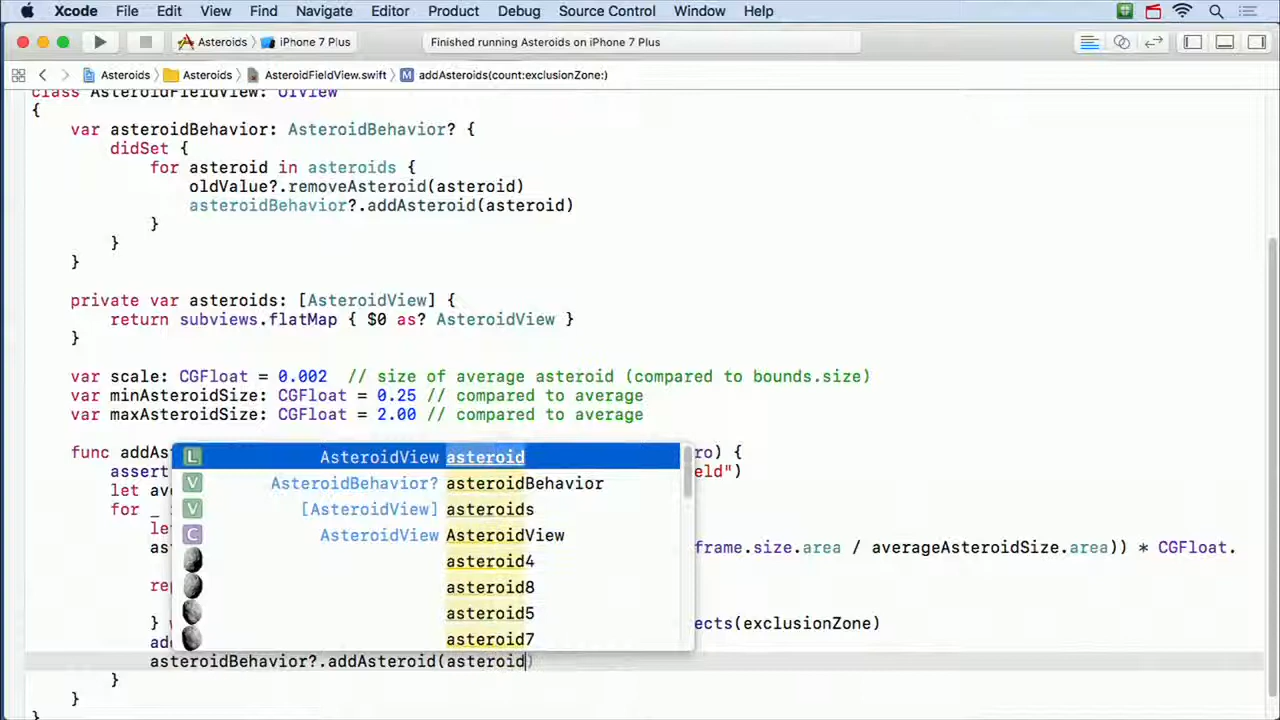 Xcode File Edit View Find Navigate Editor Product Debug Source Control Window Help
Asteroids iPhone 7 Plus Finished running Asteroids on iPhone 7 Plus
Asteroids Asteroids AsteroidFieldView.swift M addAsteroids(count:exclusionZone:)
class AsteroidFieldView: UIView
{
var asteroidBehavior: AsteroidBehavior? {
didSet {
for asteroid in asteroids {
oldValue?.removeAsteroid(asteroid)
asteroidBehavior?.addAsteroid(asteroid)
}
}
}
private var asteroids: [AsteroidView] {
return subviews.flatMap { $0 as? AsteroidView }
}
var scale: CGFloat = 0.002 // size of average asteroid (compared to bounds.size)
var minAsteroidSize: CGFloat = 0.25 // compared to average
var maxAsteroidSize: CGFloat = 2.00 // compared to average
func addAs ro) {
L AsteroidView asteroid
assert eld")
V AsteroidBehavior? asteroidBehavior
let av
for _
V [AsteroidView] asteroids
le
C AsteroidView AsteroidView
as frame.size.area / averageAsteroidSize.area)) * CGFloat.
asteroid4
re
asteroid8
} ects(exclusionZone)
asteroid5
ad
asteroid7
asteroidBehavior?.addAsteroid(asteroid)
}
}
}